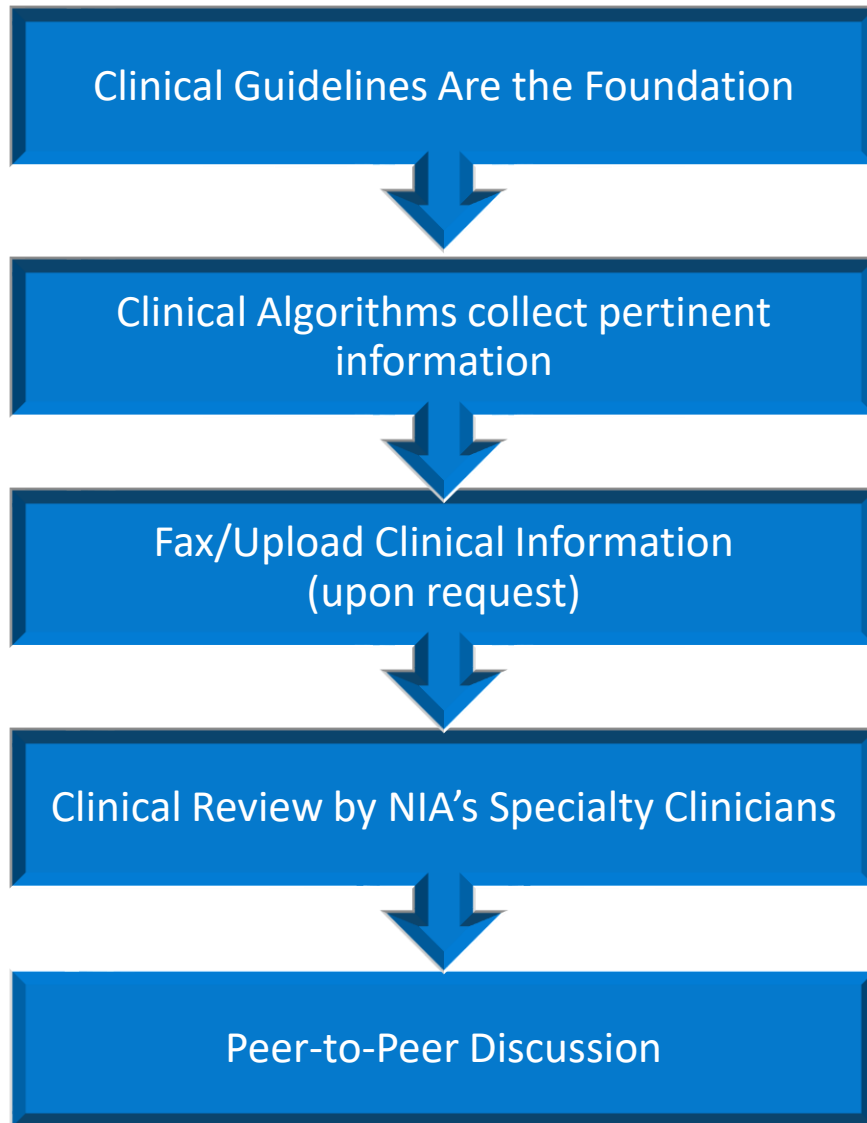 Clinical Guidelines Are the Foundation
Clinical Algorithms collect pertinent
information
Fax/Upload Clinical Information
(upon request)
Clinical Review by NIA’s Specialty Clinicians
Peer-to-Peer Discussion